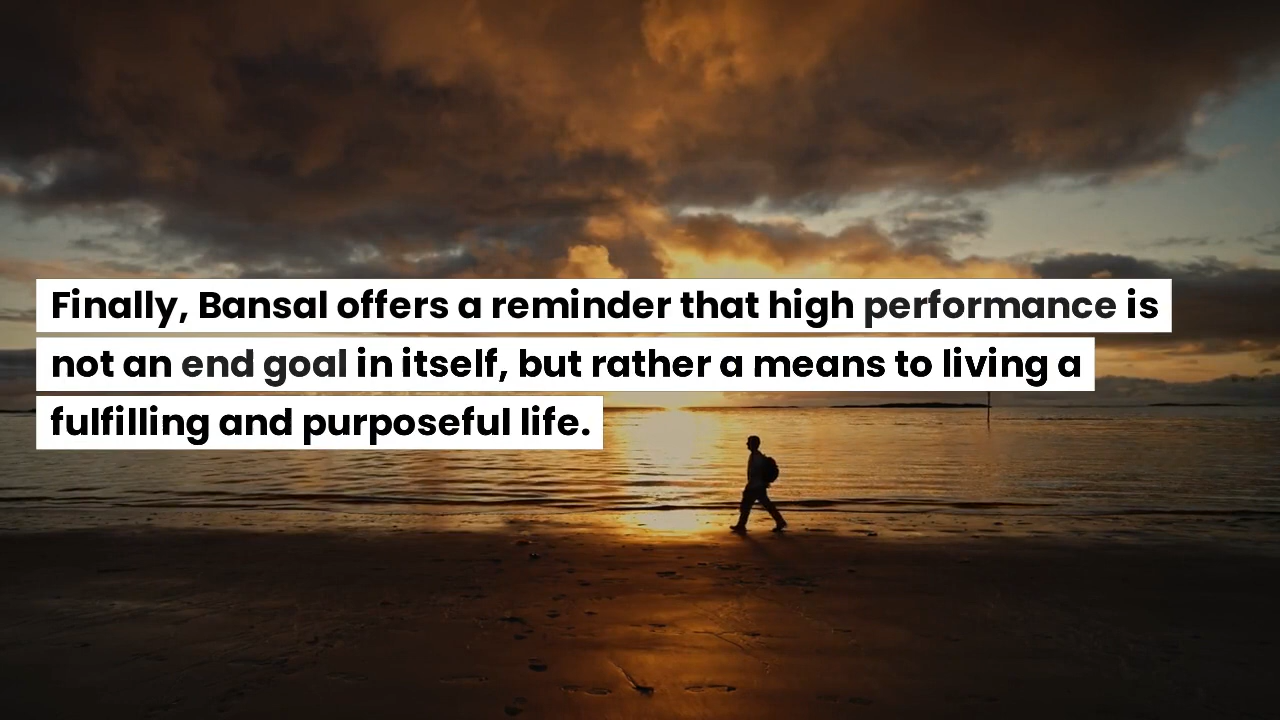 Finally, Bansal offers a reminder that high performance is
not an end goal in itself, but rather a means to living a
fulfilling and purposeful life.